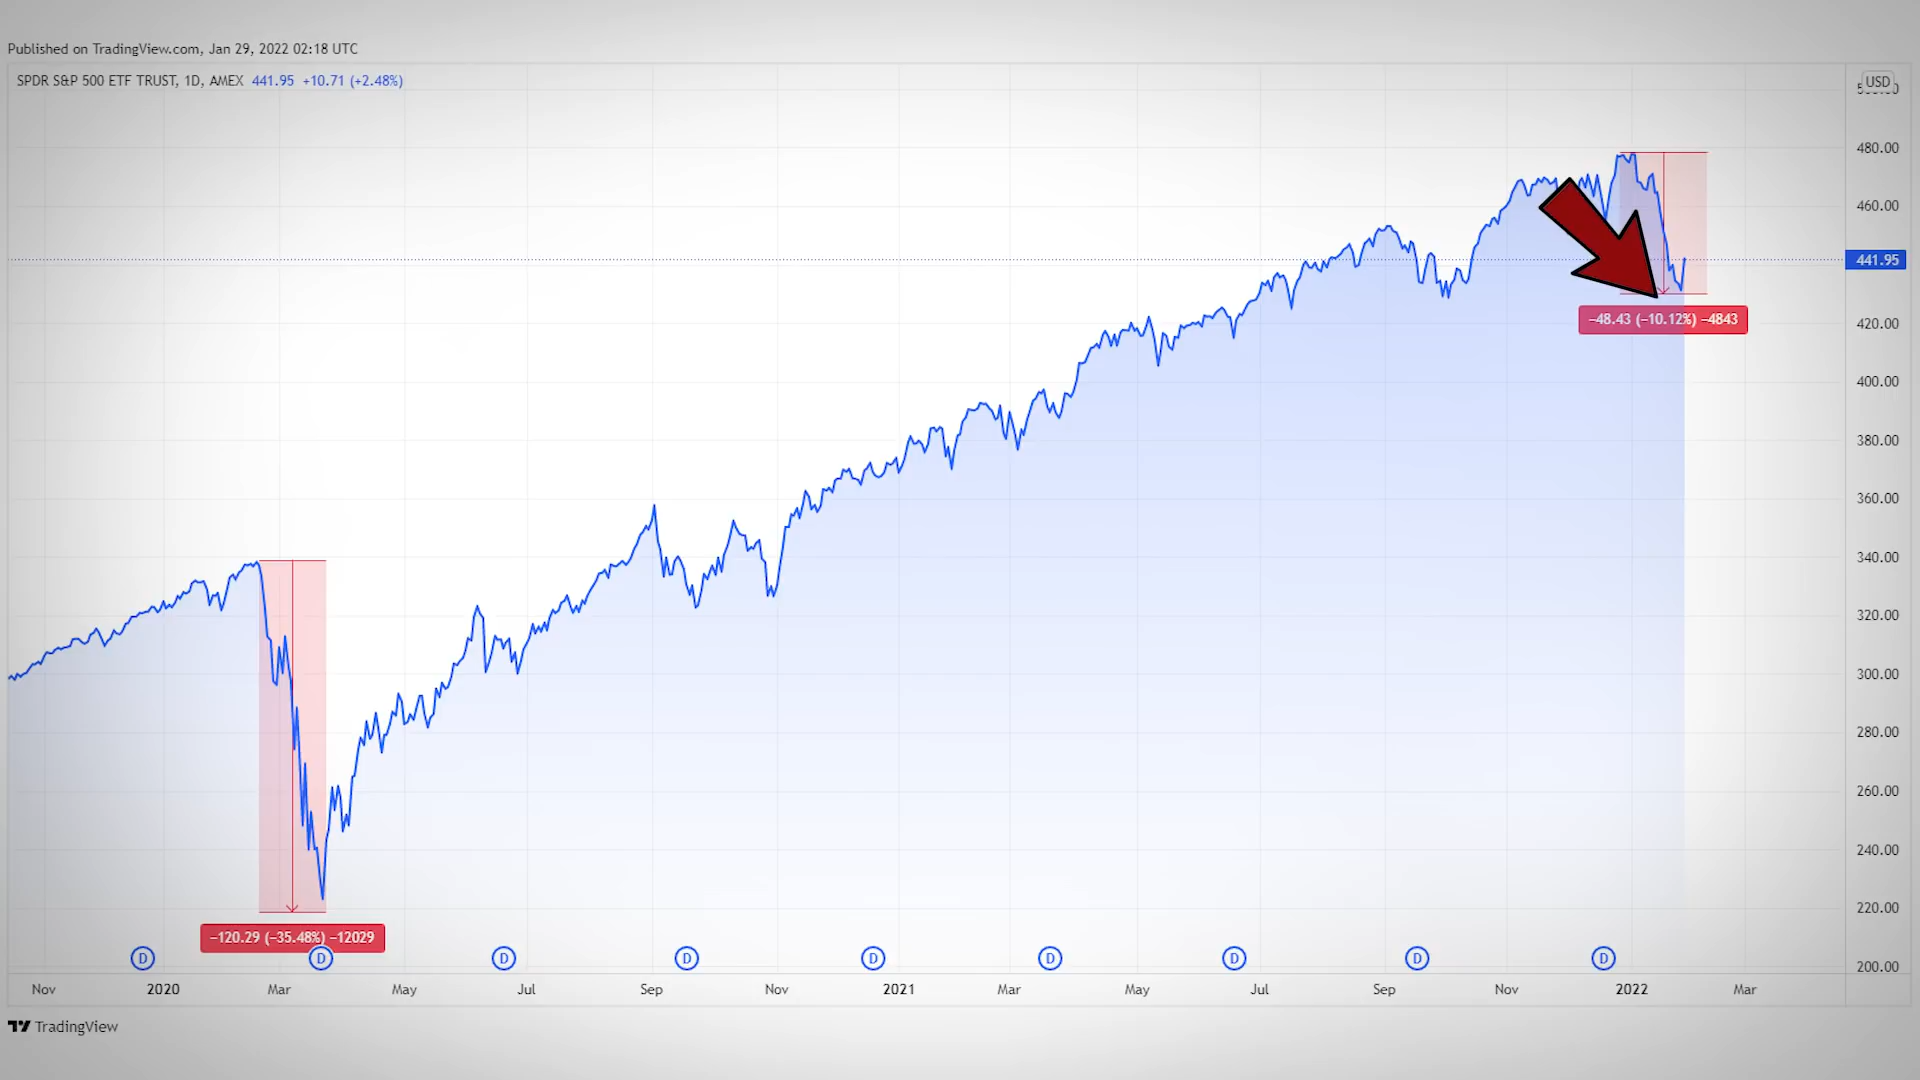 Published on TradingView.com, Jan 29, 2022 02:18 UTC
SPDR S&P 500 ETF TRUST, 1D, AMEX 441.95 +10.71 (+2.48%)
USD
480.00
460.00
441.95
420.00
400.00
380.00
360.00
340.00
320.00
300.00
280.00
260.00
240.00
220.00
200.00
−48.43 (−10.12%) −4843
−120.29 (−35.48%) −12029
D D D D D D D D D
Nov 2020 Mar May Jul Sep Nov 2021 Mar May Jul Sep Nov 2022 Mar
TradingView